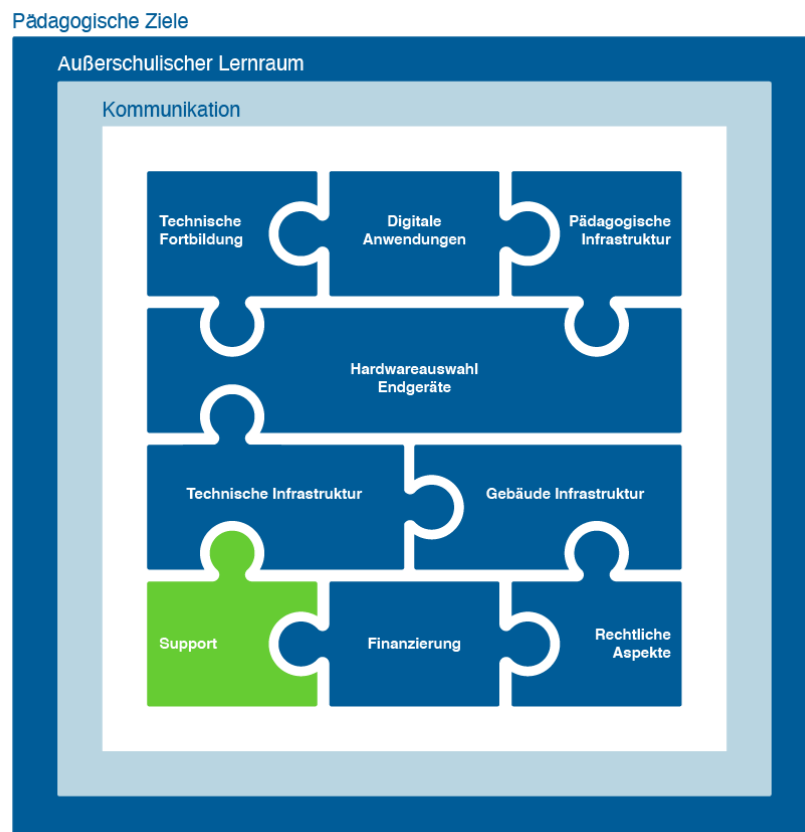 Pädagogische Ziele
Außerschulischer Lernraum
Kommunikation
Technische
Fortbildung
Digitale
Anwendungen
Pädagogische
Infrastruktur
Hardwareauswahl
Endgeräte
Technische Infrastruktur
Gebäude Infrastruktur
Support
Finanzierung
Rechtliche
Aspekte